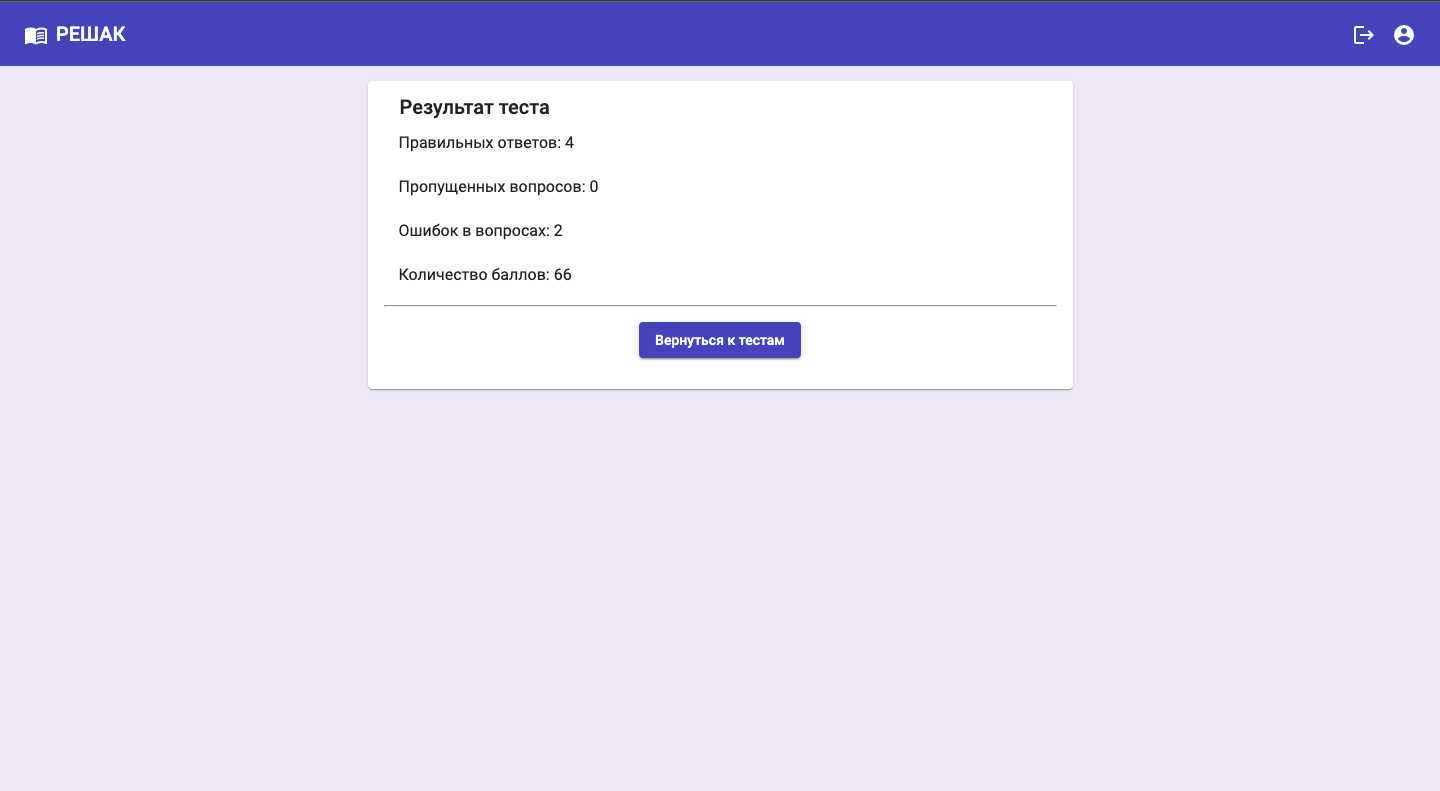 РЕШАК
Результат теста
Правильных ответов: 4
Пропущенных вопросов: 0
Ошибок в вопросах: 2
Количество баллов: 66
Вернуться к тестам